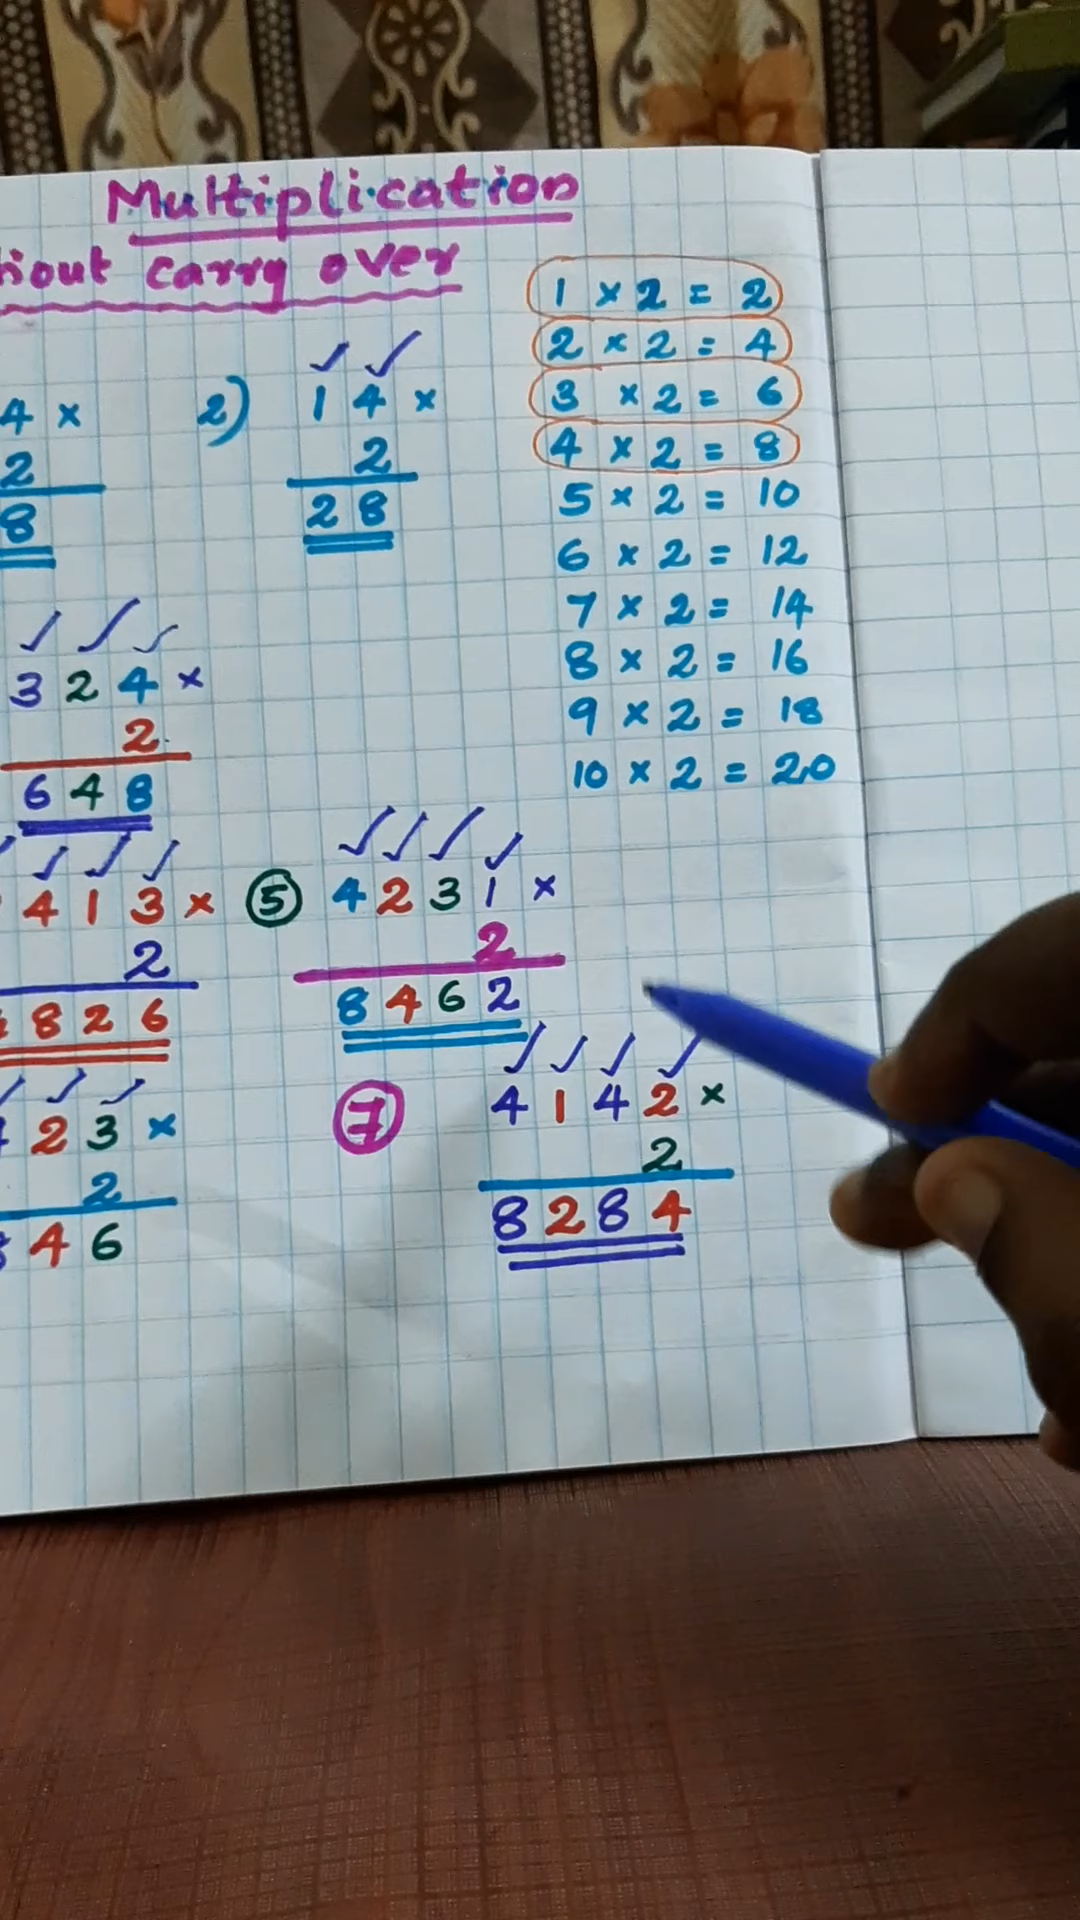 Multiplication
hout carry over
1 × 2 = 2
2 × 2 = 4
3 × 2 = 6
4 × 2 = 8
5 × 2 = 10
6 × 2 = 12
7 × 2 = 14
8 × 2 = 16
9 × 2 = 18
10 × 2 = 20
4 ×
2
8
2) 14 ×
2
28
324 ×
2
648
413 ×
2
826
⑤ 4231 ×
2
8462
23 ×
2
46
⑦ 4142 ×
2
8284